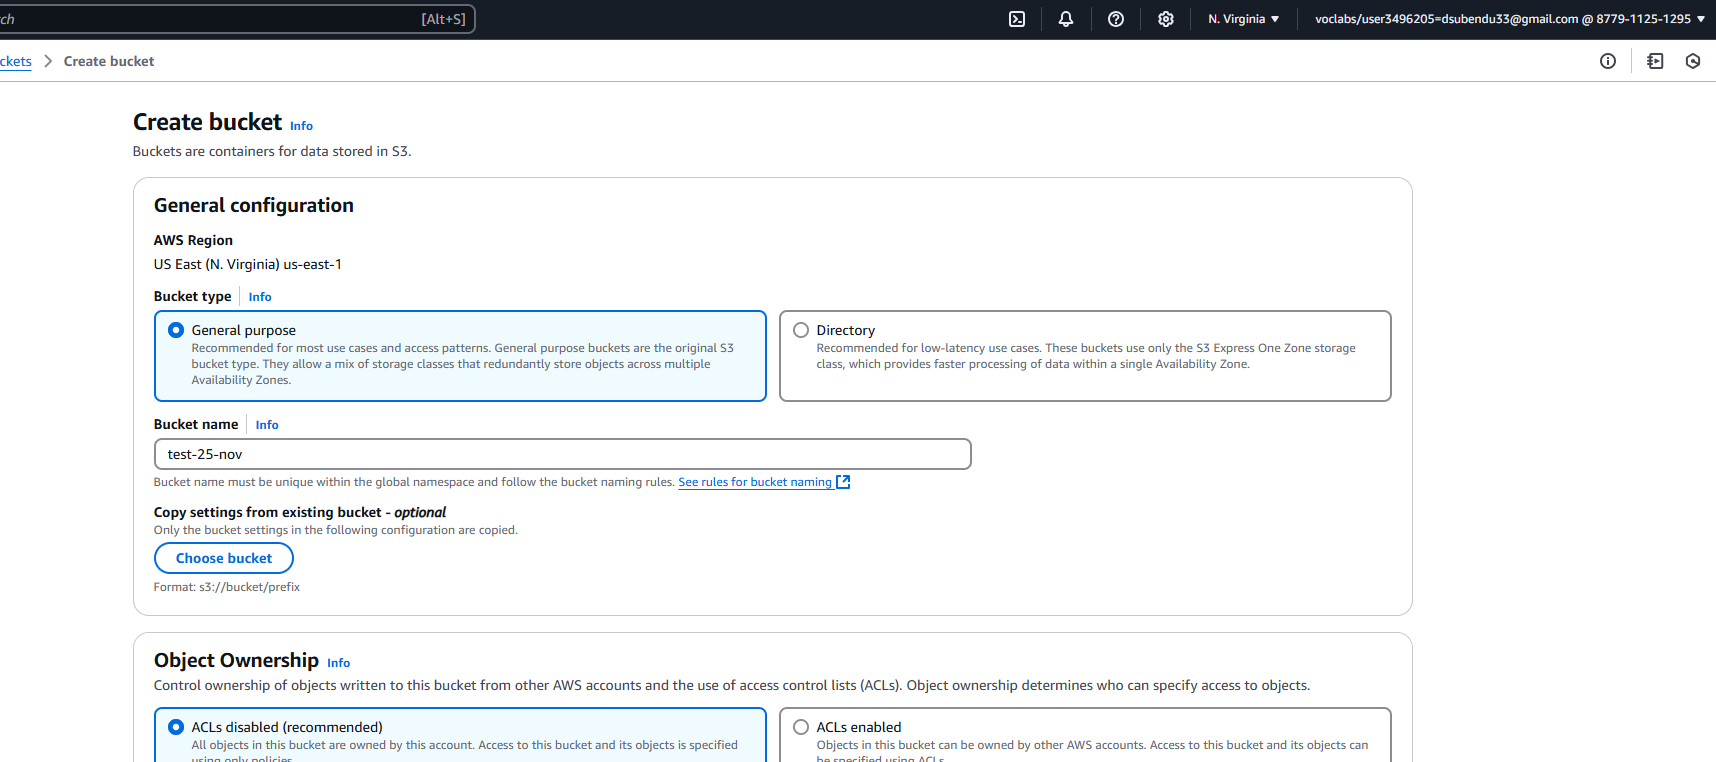 ch [Alt+S] N. Virginia voclabs/user3496205=dsubendu33@gmail.com @ 8779-1125-1295
ckets Create bucket
Create bucket Info
Buckets are containers for data stored in S3.
General configuration
AWS Region
US East (N. Virginia) us-east-1
Bucket type Info
General purpose
Recommended for most use cases and access patterns. General purpose buckets are the original S3
bucket type. They allow a mix of storage classes that redundantly store objects across multiple
Availability Zones.
Directory
Recommended for low-latency use cases. These buckets use only the S3 Express One Zone storage
class, which provides faster processing of data within a single Availability Zone.
Bucket name Info
test-25-nov
Bucket name must be unique within the global namespace and follow the bucket naming rules. See rules for bucket naming
Copy settings from existing bucket - optional
Only the bucket settings in the following configuration are copied.
Choose bucket
Format: s3://bucket/prefix
Object Ownership Info
Control ownership of objects written to this bucket from other AWS accounts and the use of access control lists (ACLs). Object ownership determines who can specify access to objects.
ACLs disabled (recommended)
All objects in this bucket are owned by this account. Access to this bucket and its objects is specified
using only policies.
ACLs enabled
Objects in this bucket can be owned by other AWS accounts. Access to this bucket and its objects can
be specified using ACLs.